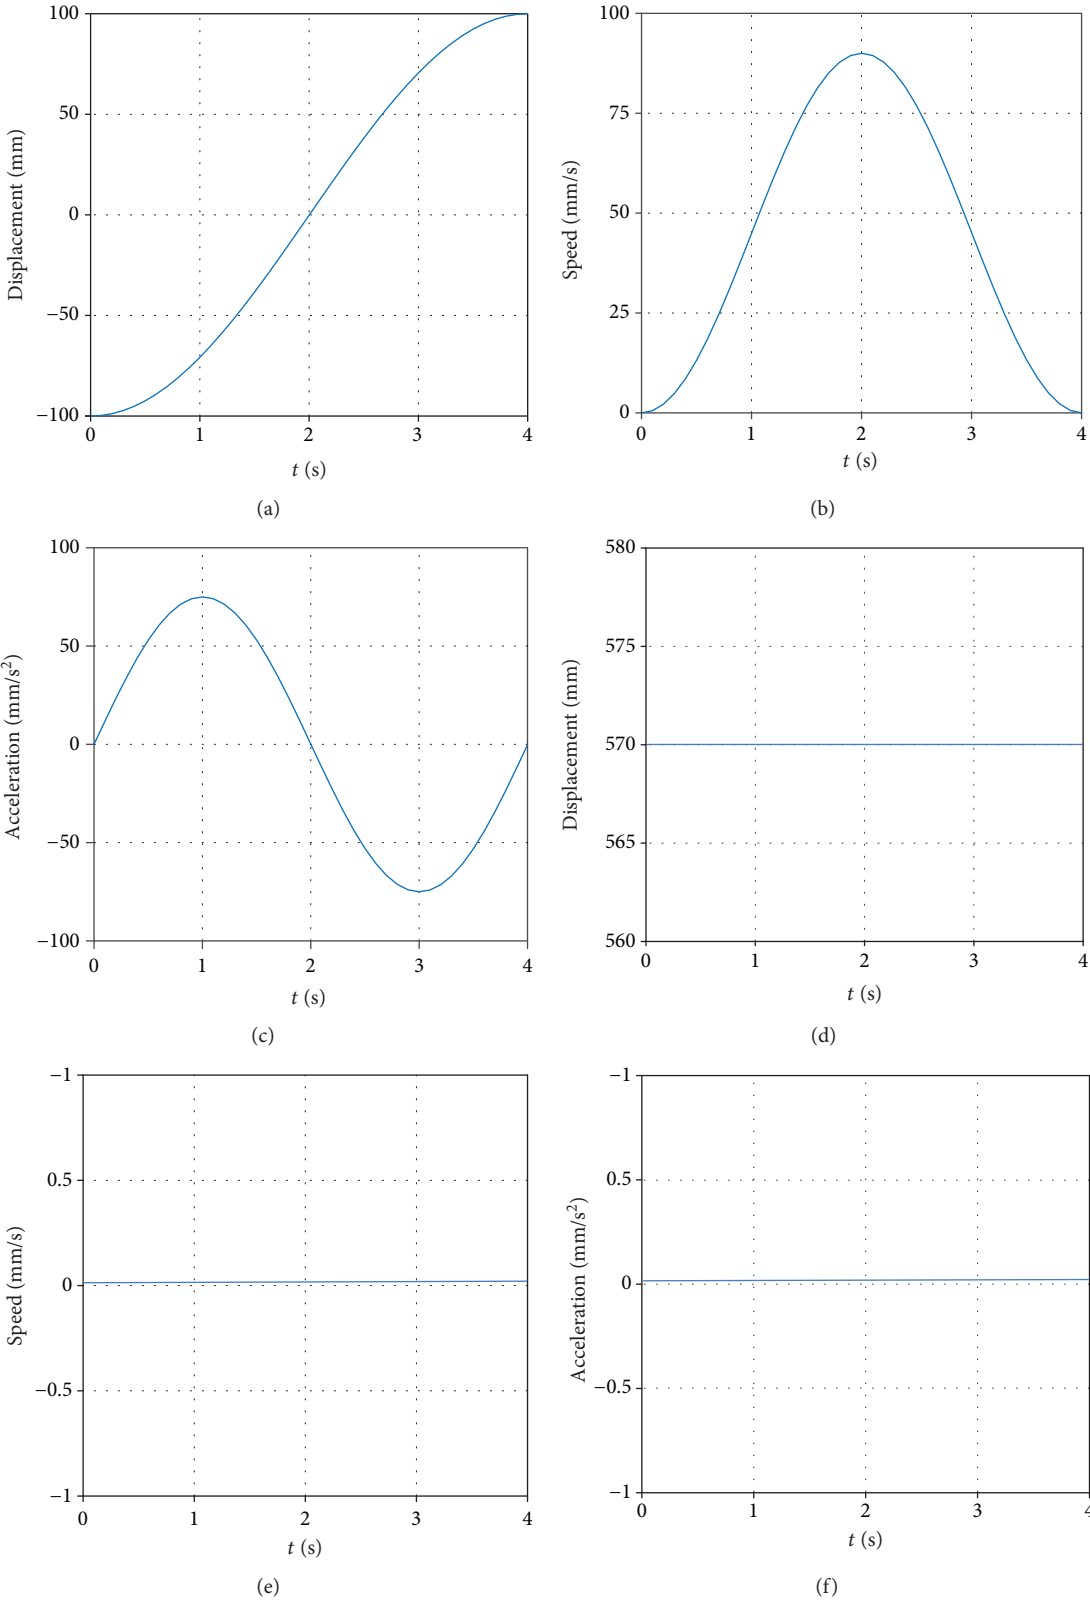 100
50
0
−50
−100
Displacement (mm)
0 1 2 3 4
t (s)
(a)
100
75
50
25
0
Speed (mm/s)
0 1 2 3 4
t (s)
(b)
100
50
0
−50
−100
Acceleration (mm/s²)
0 1 2 3 4
t (s)
(c)
580
575
570
565
560
Displacement (mm)
0 1 2 3 4
t (s)
(d)
−1
0.5
0
−0.5
−1
Speed (mm/s)
0 1 2 3 4
t (s)
(e)
−1
0.5
0
−0.5
−1
Acceleration (mm/s²)
0 1 2 3 4
t (s)
(f)